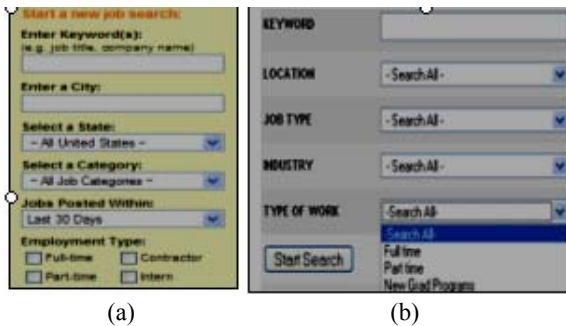 Start a new job search:
Enter Keyword(s):
(e.g. job title, company name)
Enter a City:
Select a State:
- All United States -
Select a Category:
- All Job Categories -
Jobs Posted Within:
Last 30 Days
Employment Type:
Full-time Contractor
Part-time Intern
(a)
KEYWORD
LOCATION -Search All-
JOB TYPE -Search All-
INDUSTRY -Search All-
TYPE OF WORK -Search All-
-Search All-
Full time
Part time
New Grad Programs
Start Search
(b)